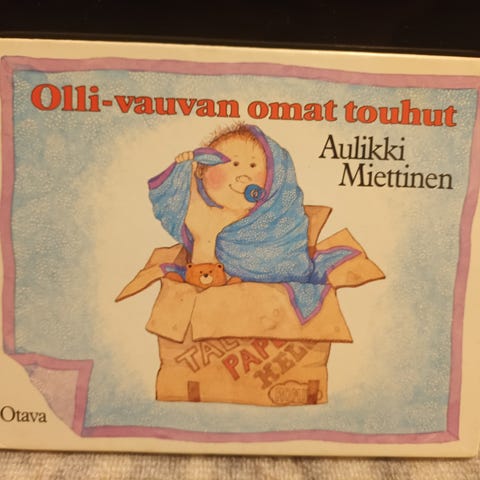 Olli-vauvan omat touhut
Aulikki
Miettinen
Otava